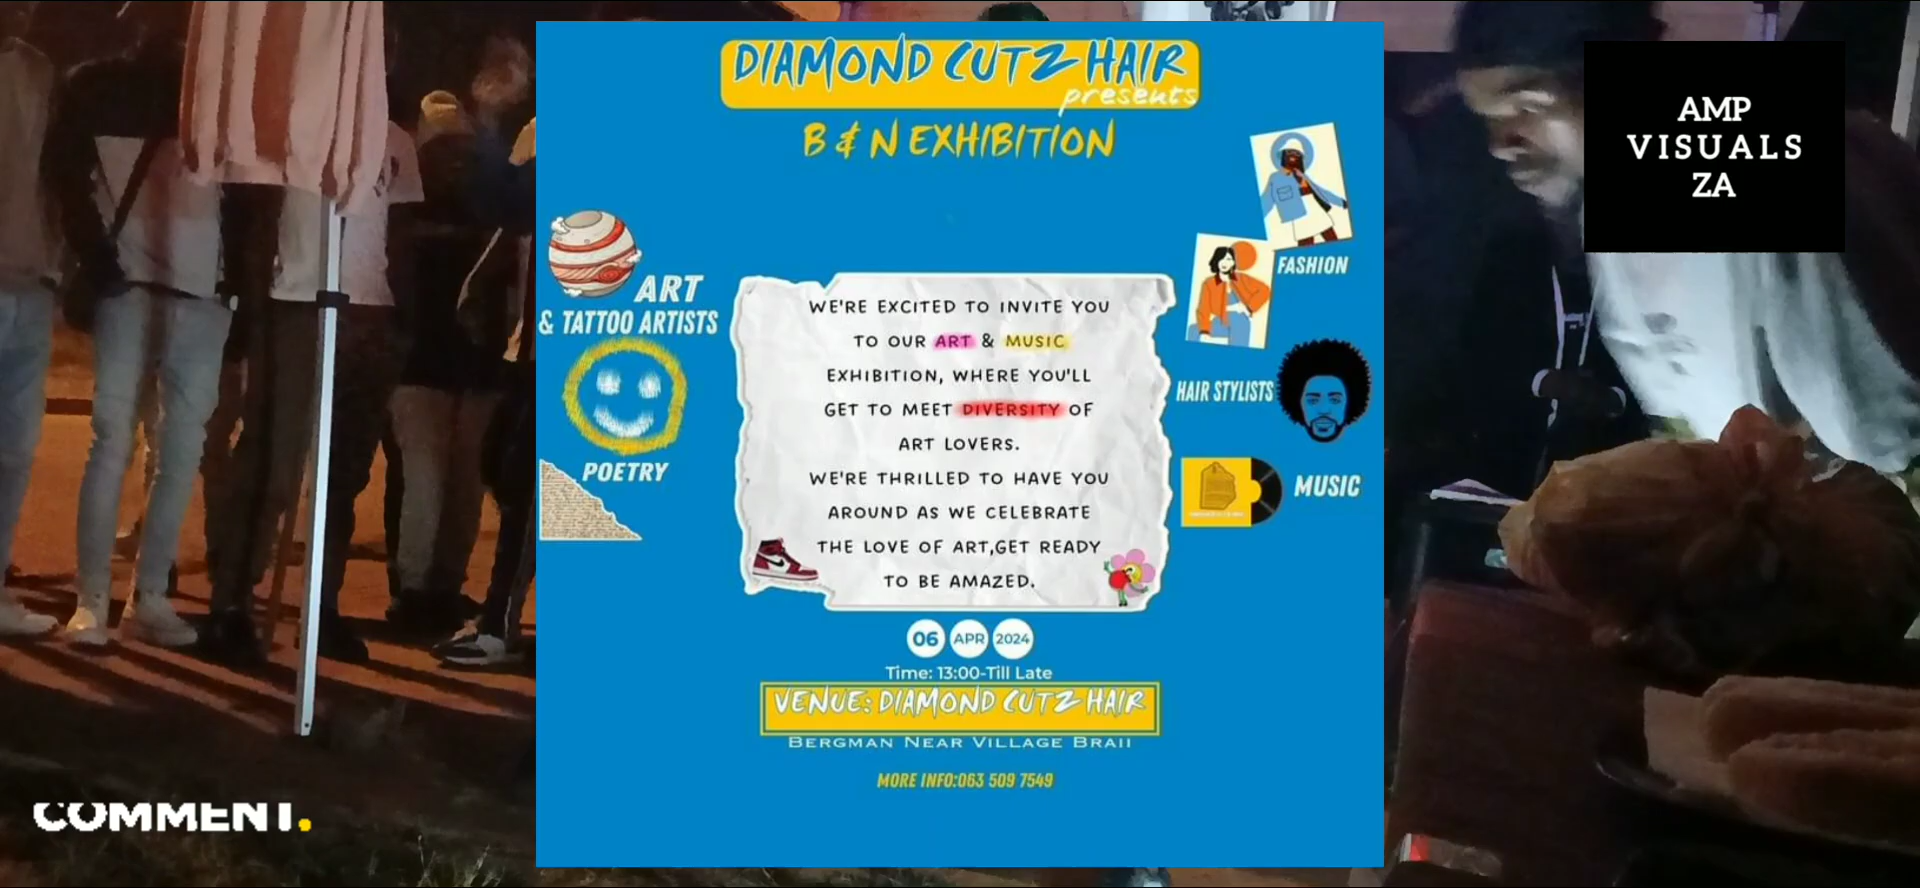 DIAMOND CUTZ HAIR
presents
B & N EXHIBITION
AMP
VISUALS
ZA
ART
& TATTOO ARTISTS
POETRY
FASHION
HAIR STYLISTS
MUSIC
WE'RE EXCITED TO INVITE YOU
TO OUR ART & MUSIC
EXHIBITION, WHERE YOU'LL
GET TO MEET DIVERSITY OF
ART LOVERS.
WE'RE THRILLED TO HAVE YOU
AROUND AS WE CELEBRATE
THE LOVE OF ART,GET READY
TO BE AMAZED.
06 APR 2024
Time: 13:00-Till Late
VENUE: DIAMOND CUTZ HAIR
BERGMAN NEAR VILLAGE BRAII
MORE INFO:063 509 7549
COMMENT.